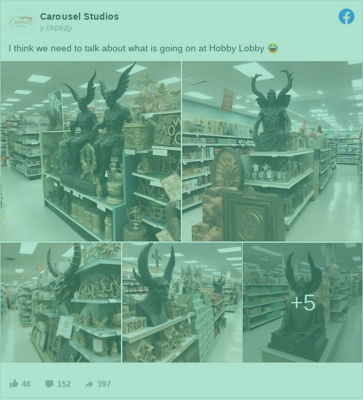 Carousel Studios
у середу
I think we need to talk about what is going on at Hobby Lobby 😂
+5
46
152
397